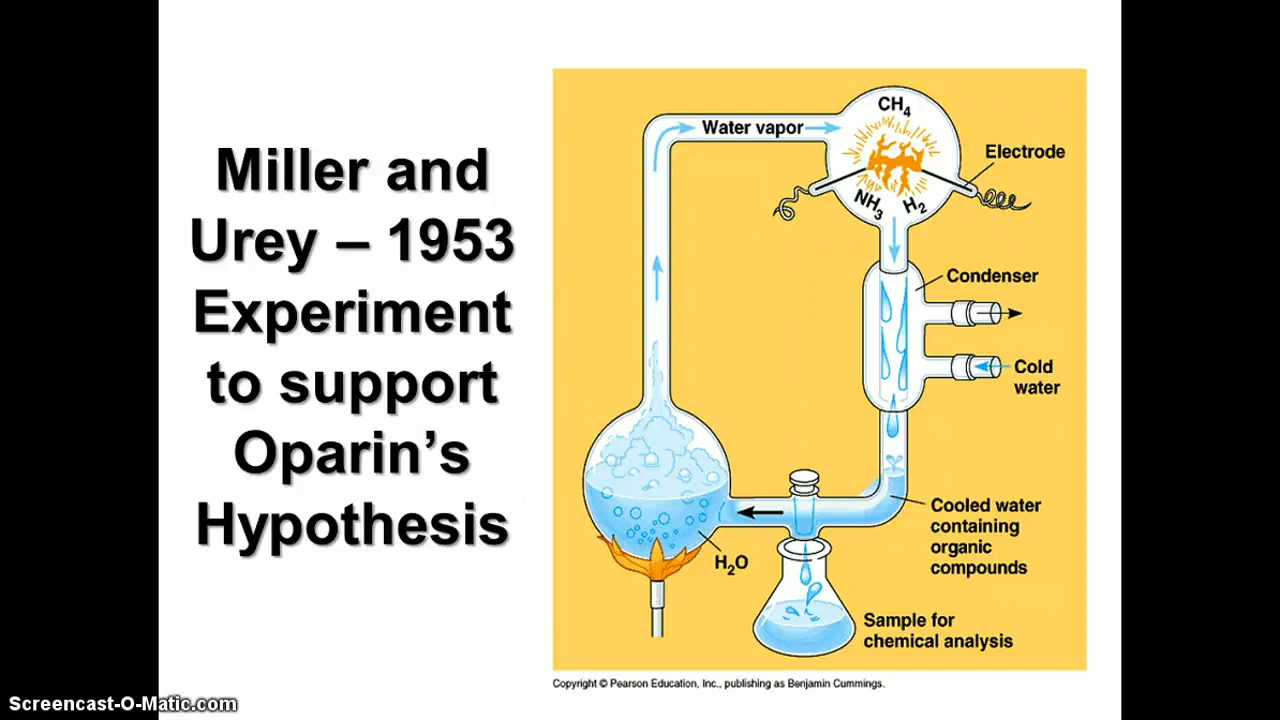 Miller and
Urey – 1953
Experiment
to support
Oparin’s
Hypothesis
CH₄
Water vapor
Electrode
NH₃
H₂
Condenser
Cold
water
Cooled water
containing
organic
compounds
H₂O
Sample for
chemical analysis
Copyright © Pearson Education, Inc., publishing as Benjamin Cummings.
Screencast-O-Matic.com